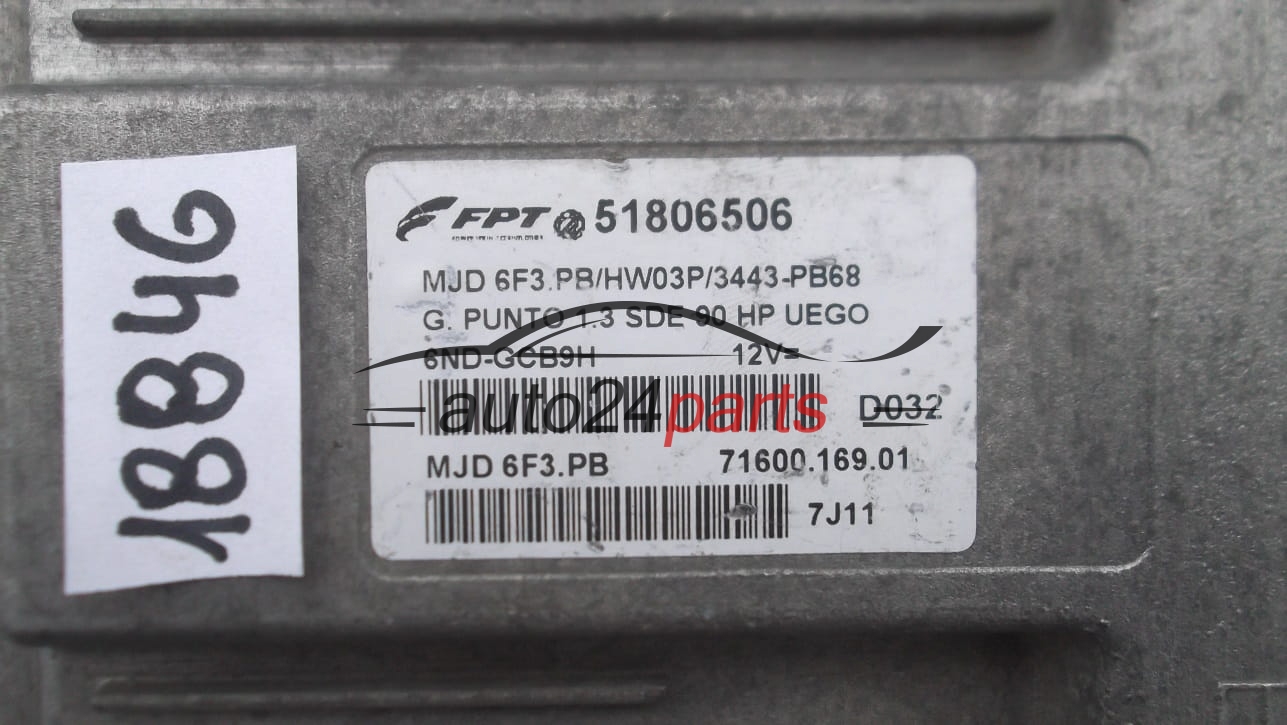 18846
FPT 51806506
MJD 6F3.PB/HW03P/3443-PB68
G. PUNTO 1.3 SDE 90 HP UEGO
6ND-GCB9H 12V=
auto24parts
D032
MJD 6F3.PB 71600.169.01
7J11